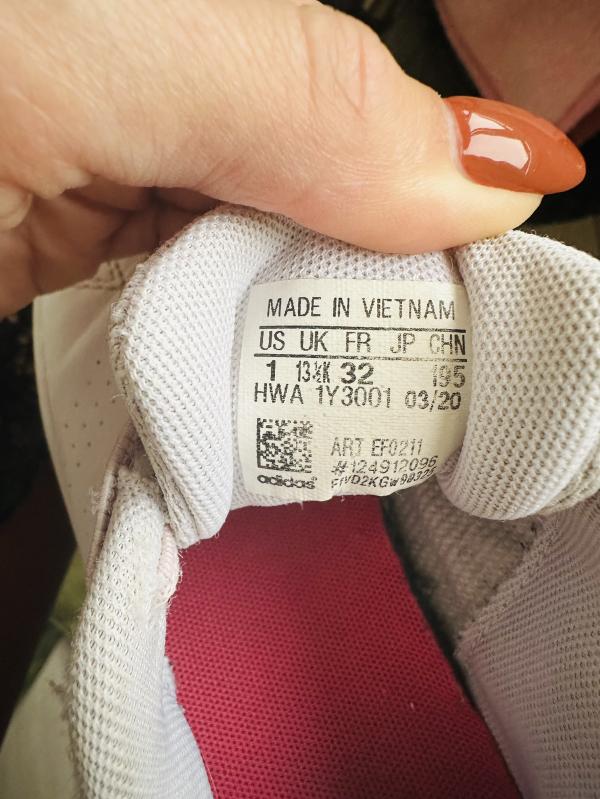 MADE IN VIETNAM
US UK FR JP CHN
1 13½K 32 195
HWA 1Y3001 03/20
ART EF0211
#124912096
adidas